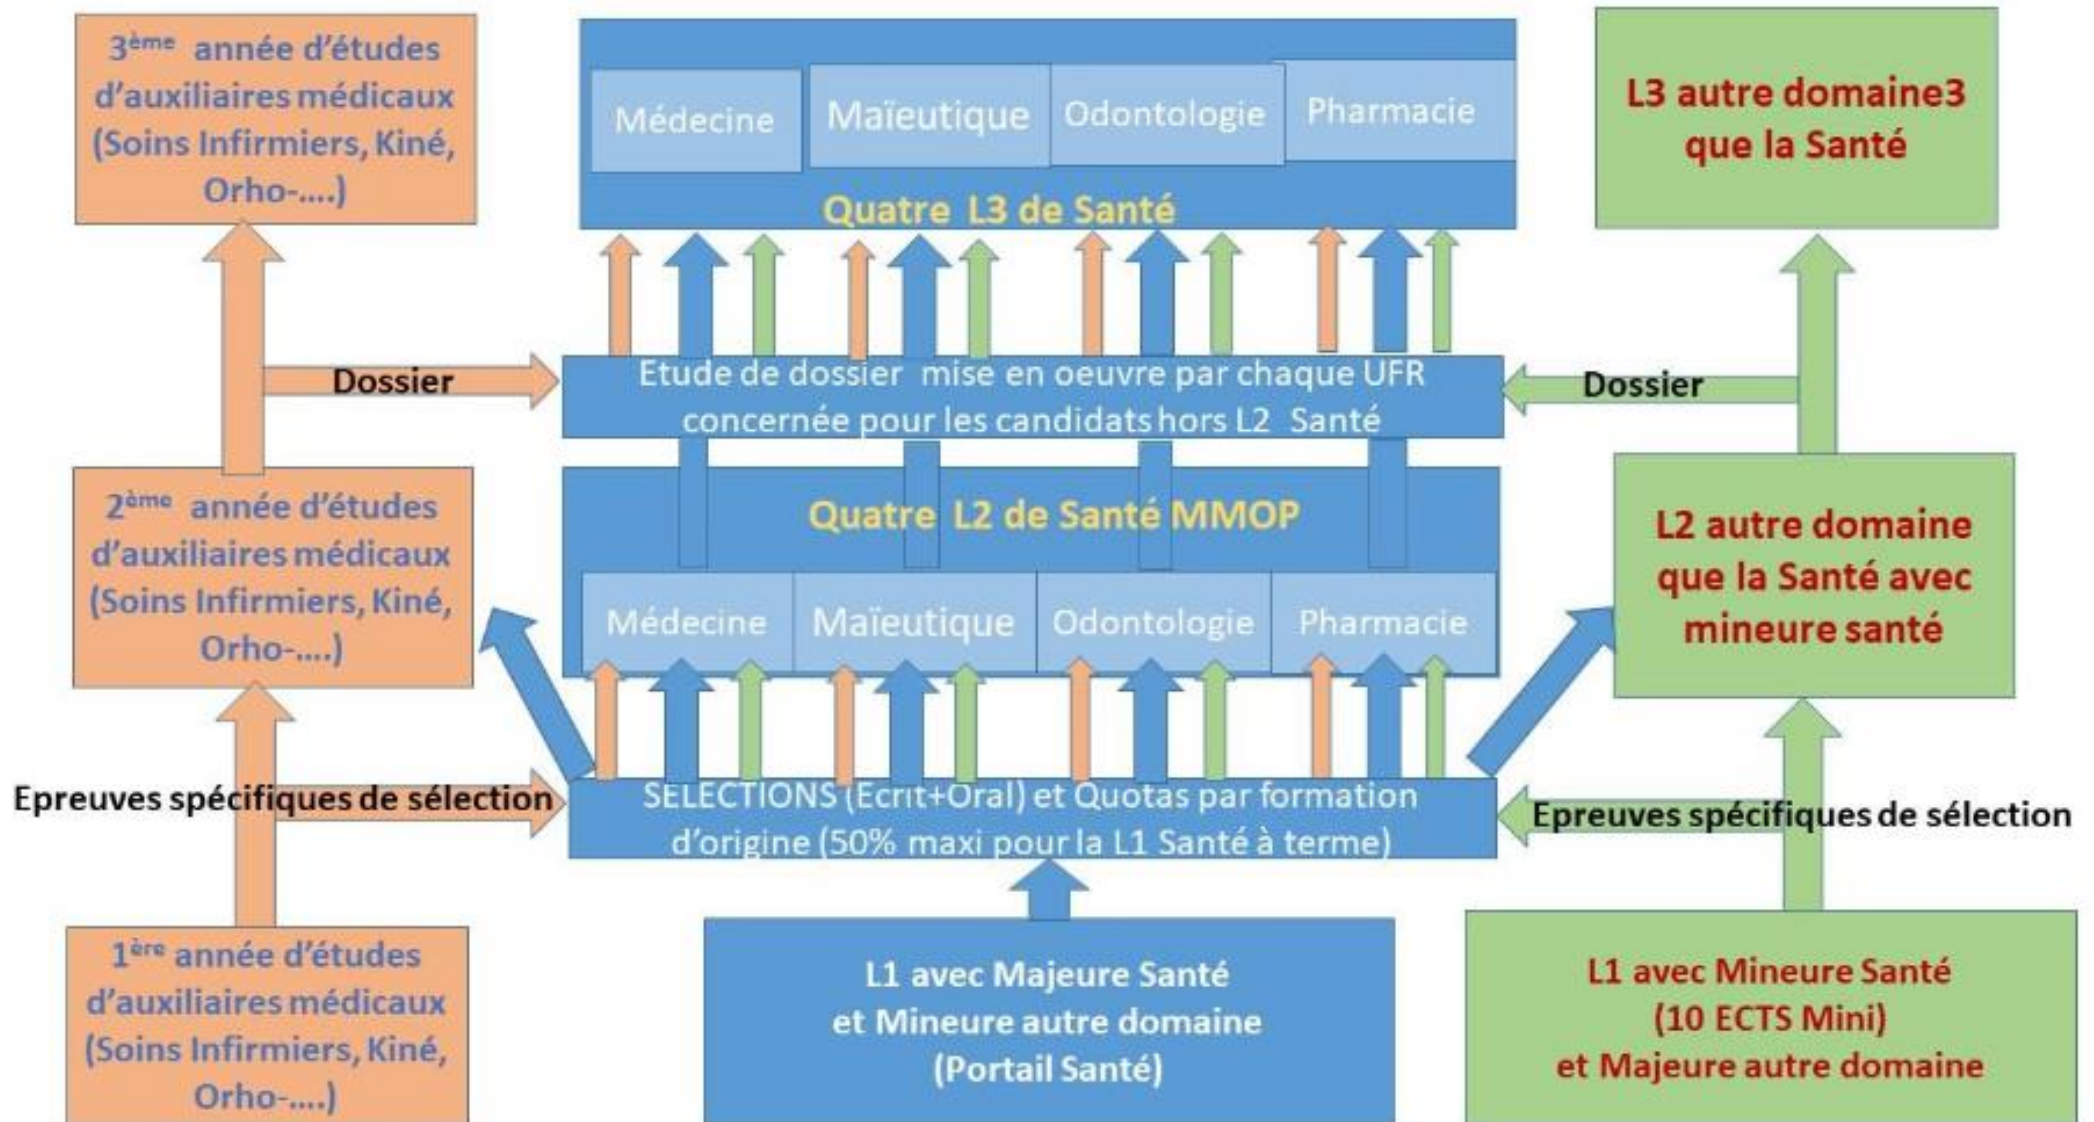 3ème année d'études
d'auxiliaires médicaux
(Soins Infirmiers, Kiné,
Orho-....)
Médecine
Maïeutique
Odontologie
Pharmacie
Quatre L3 de Santé
L3 autre domaine3
que la Santé
Dossier
Etude de dossier mise en oeuvre par chaque UFR
concernée pour les candidats hors L2 Santé
Dossier
2ème année d'études
d'auxiliaires médicaux
(Soins Infirmiers, Kiné,
Orho-....)
Quatre L2 de Santé MMOP
Médecine
Maïeutique
Odontologie
Pharmacie
L2 autre domaine
que la Santé avec
mineure santé
Epreuves spécifiques de sélection
SELECTIONS (Ecrit+Oral) et Quotas par formation
d'origine (50% maxi pour la L1 Santé à terme)
Epreuves spécifiques de sélection
1ère année d'études
d'auxiliaires médicaux
(Soins Infirmiers, Kiné,
Orho-....)
L1 avec Majeure Santé
et Mineure autre domaine
(Portail Santé)
L1 avec Mineure Santé
(10 ECTS Mini)
et Majeure autre domaine